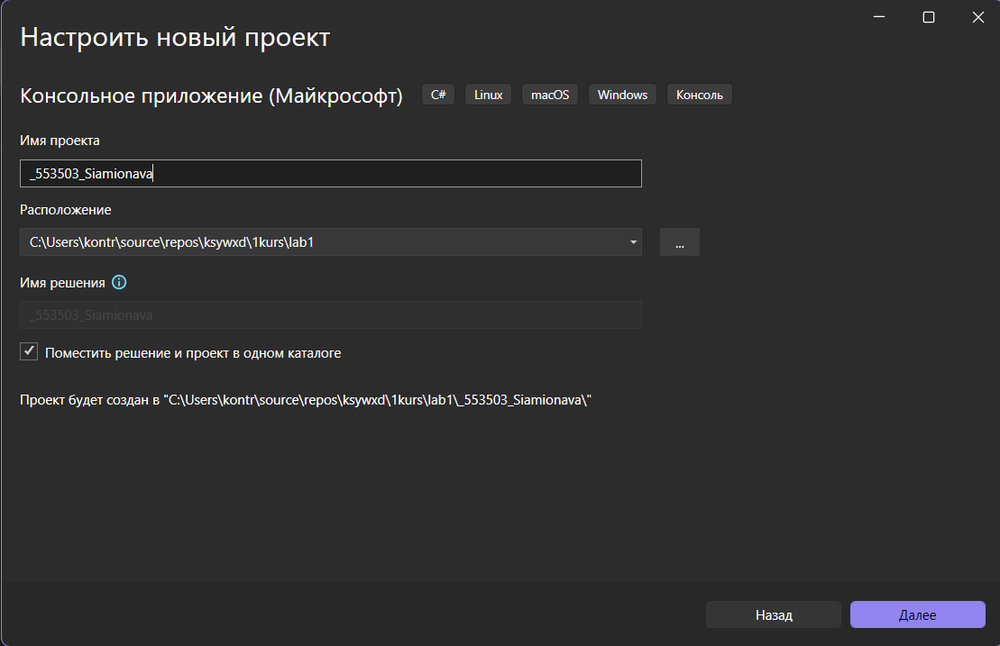 Настроить новый проект
Консольное приложение (Майкрософт) C# Linux macOS Windows Консоль
Имя проекта
_553503_Siamionava
Расположение
C:\Users\kontr\source\repos\ksywxd\1kurs\lab1
...
Имя решения
_553503_Siamionava
Поместить решение и проект в одном каталоге
Проект будет создан в "C:\Users\kontr\source\repos\ksywxd\1kurs\lab1\_553503_Siamionava\"
Назад Далее